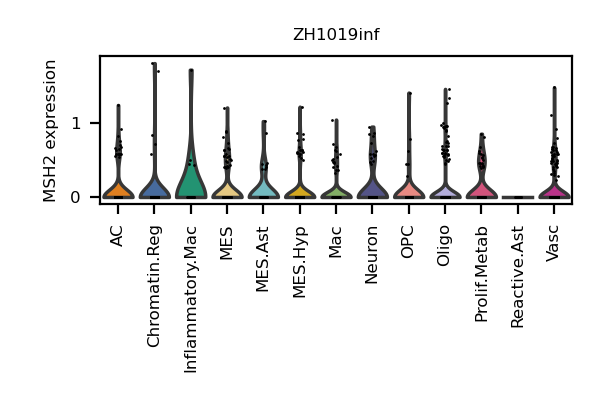 ZH1019inf
MSH2 expression
1
0
AC
Chromatin.Reg
Inflammatory.Mac
MES
MES.Ast
MES.Hyp
Mac
Neuron
OPC
Oligo
Prolif.Metab
Reactive.Ast
Vasc